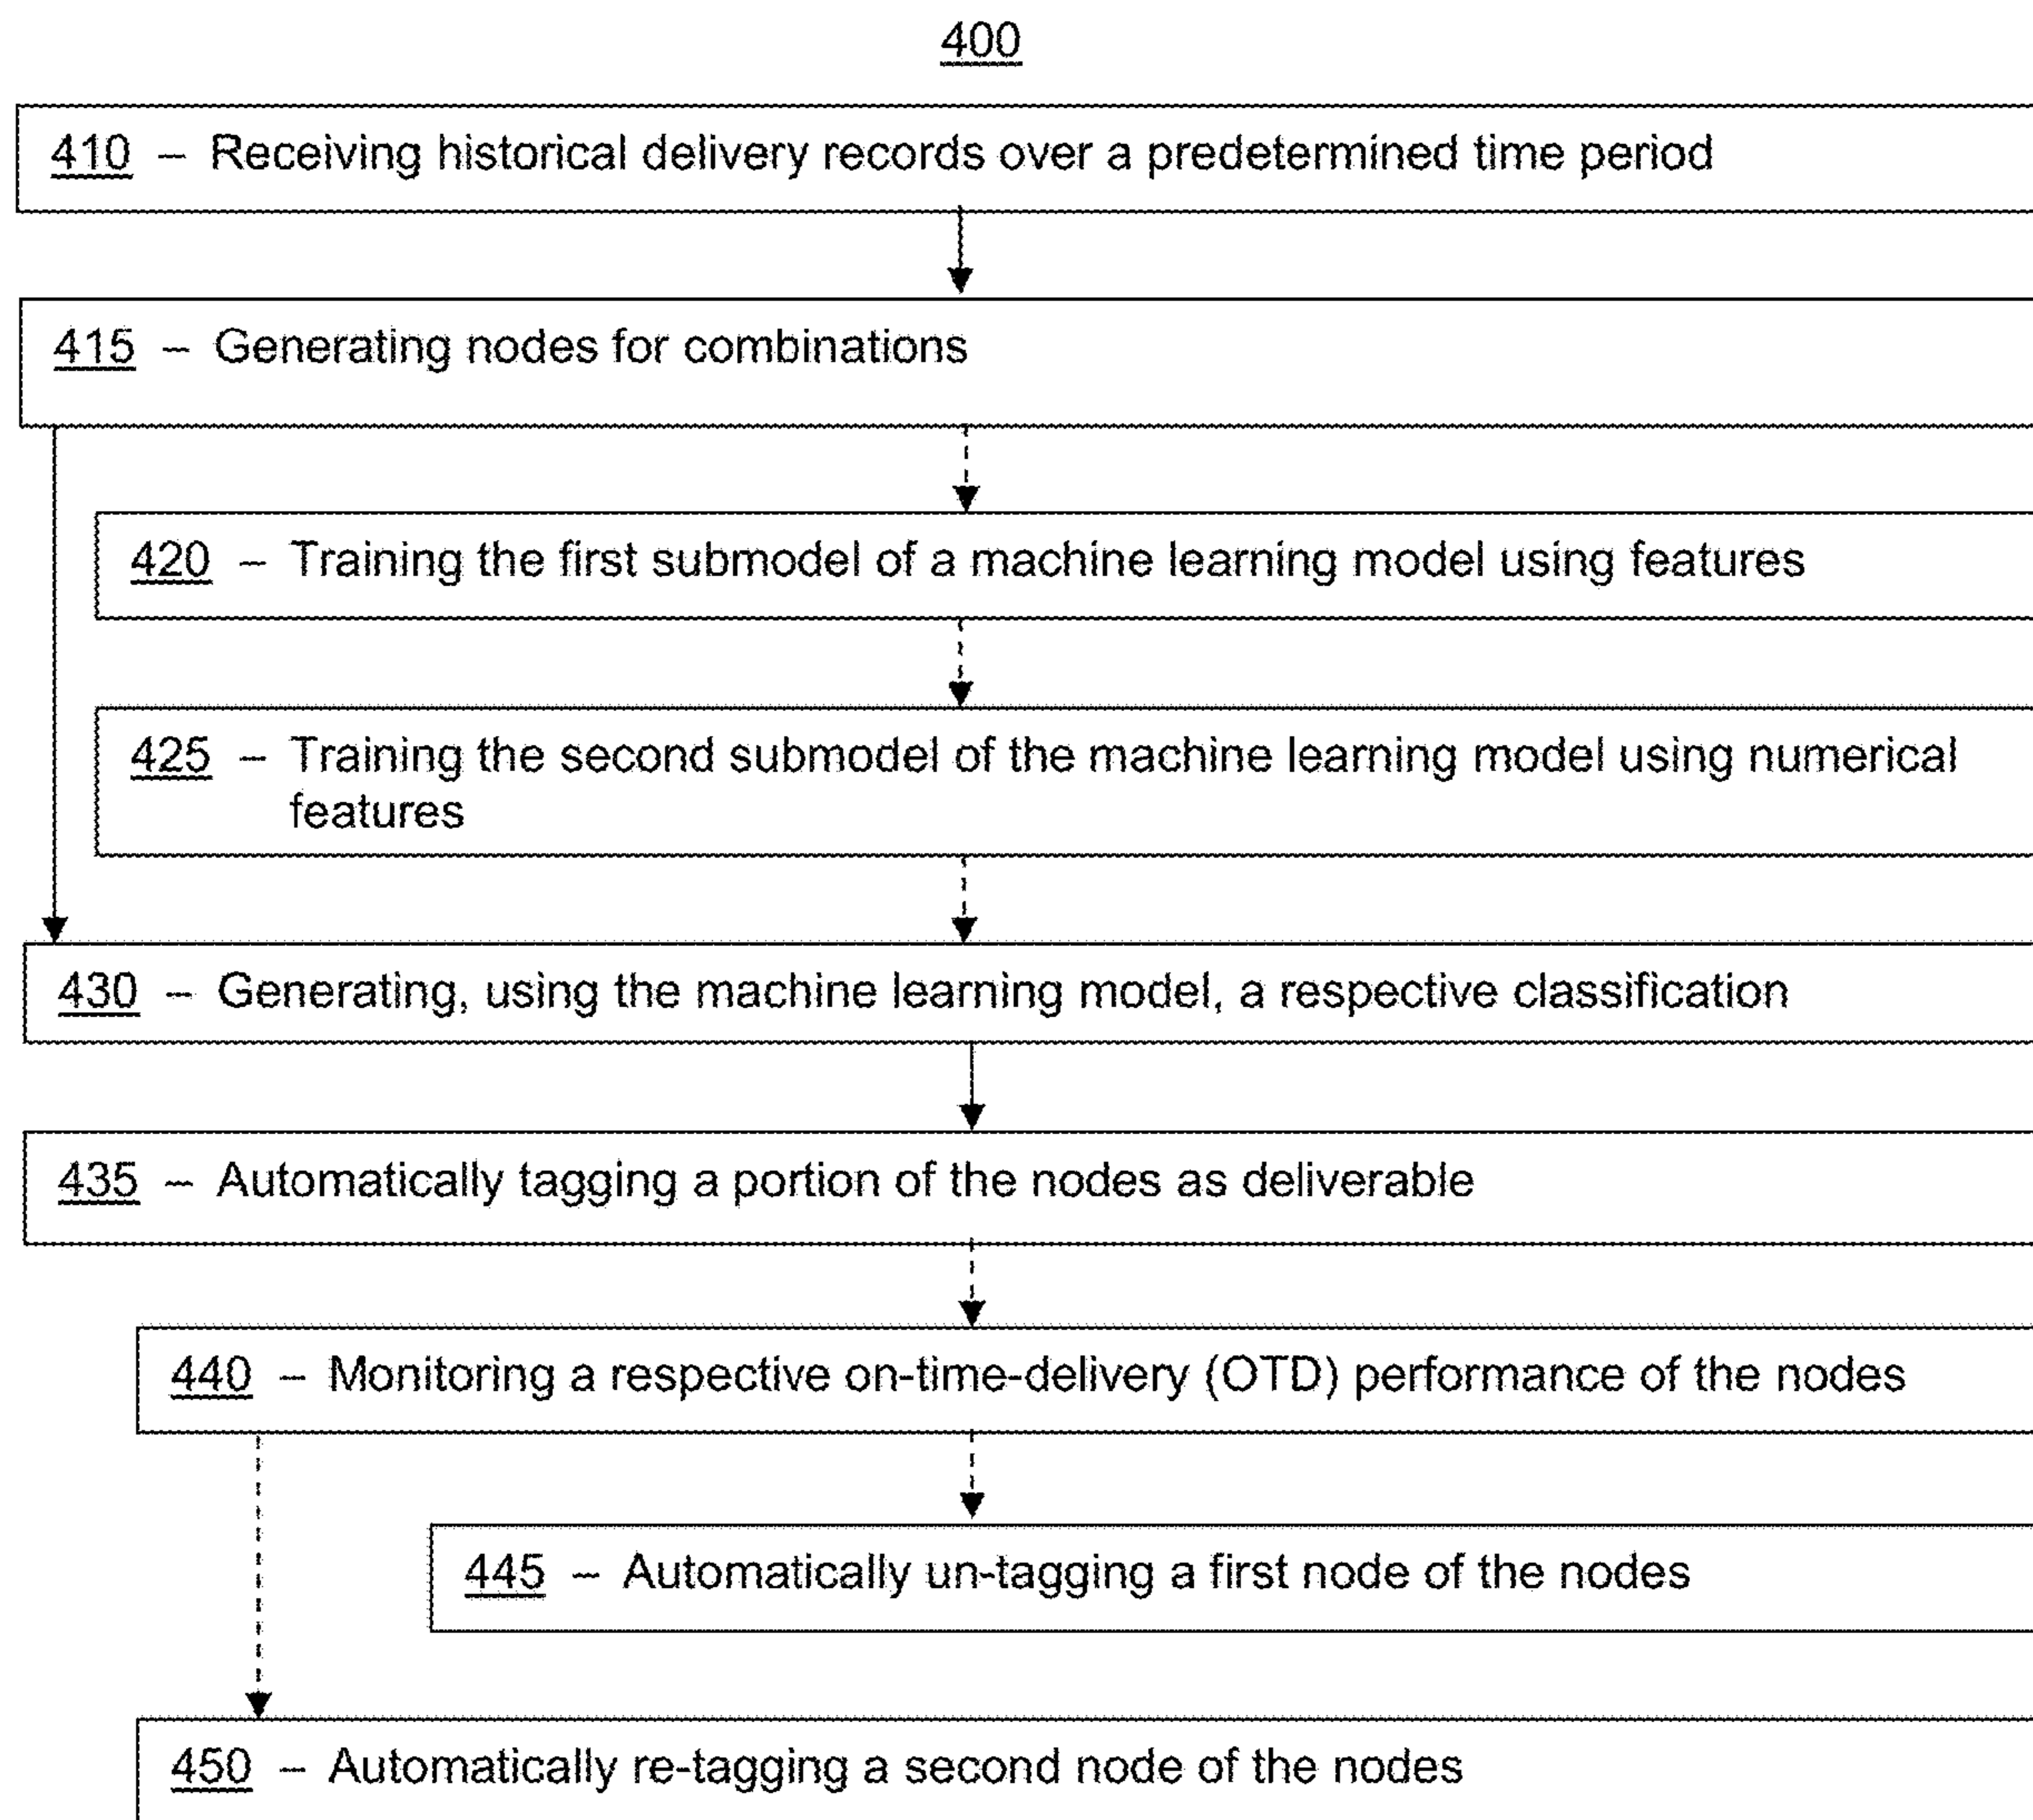 400
410 – Receiving historical delivery records over a predetermined time period
415 – Generating nodes for combinations
420 – Training the first submodel of a machine learning model using features
425 – Training the second submodel of the machine learning model using numerical
features
430 – Generating, using the machine learning model, a respective classification
435 – Automatically tagging a portion of the nodes as deliverable
440 – Monitoring a respective on-time-delivery (OTD) performance of the nodes
445 – Automatically un-tagging a first node of the nodes
450 – Automatically re-tagging a second node of the nodes